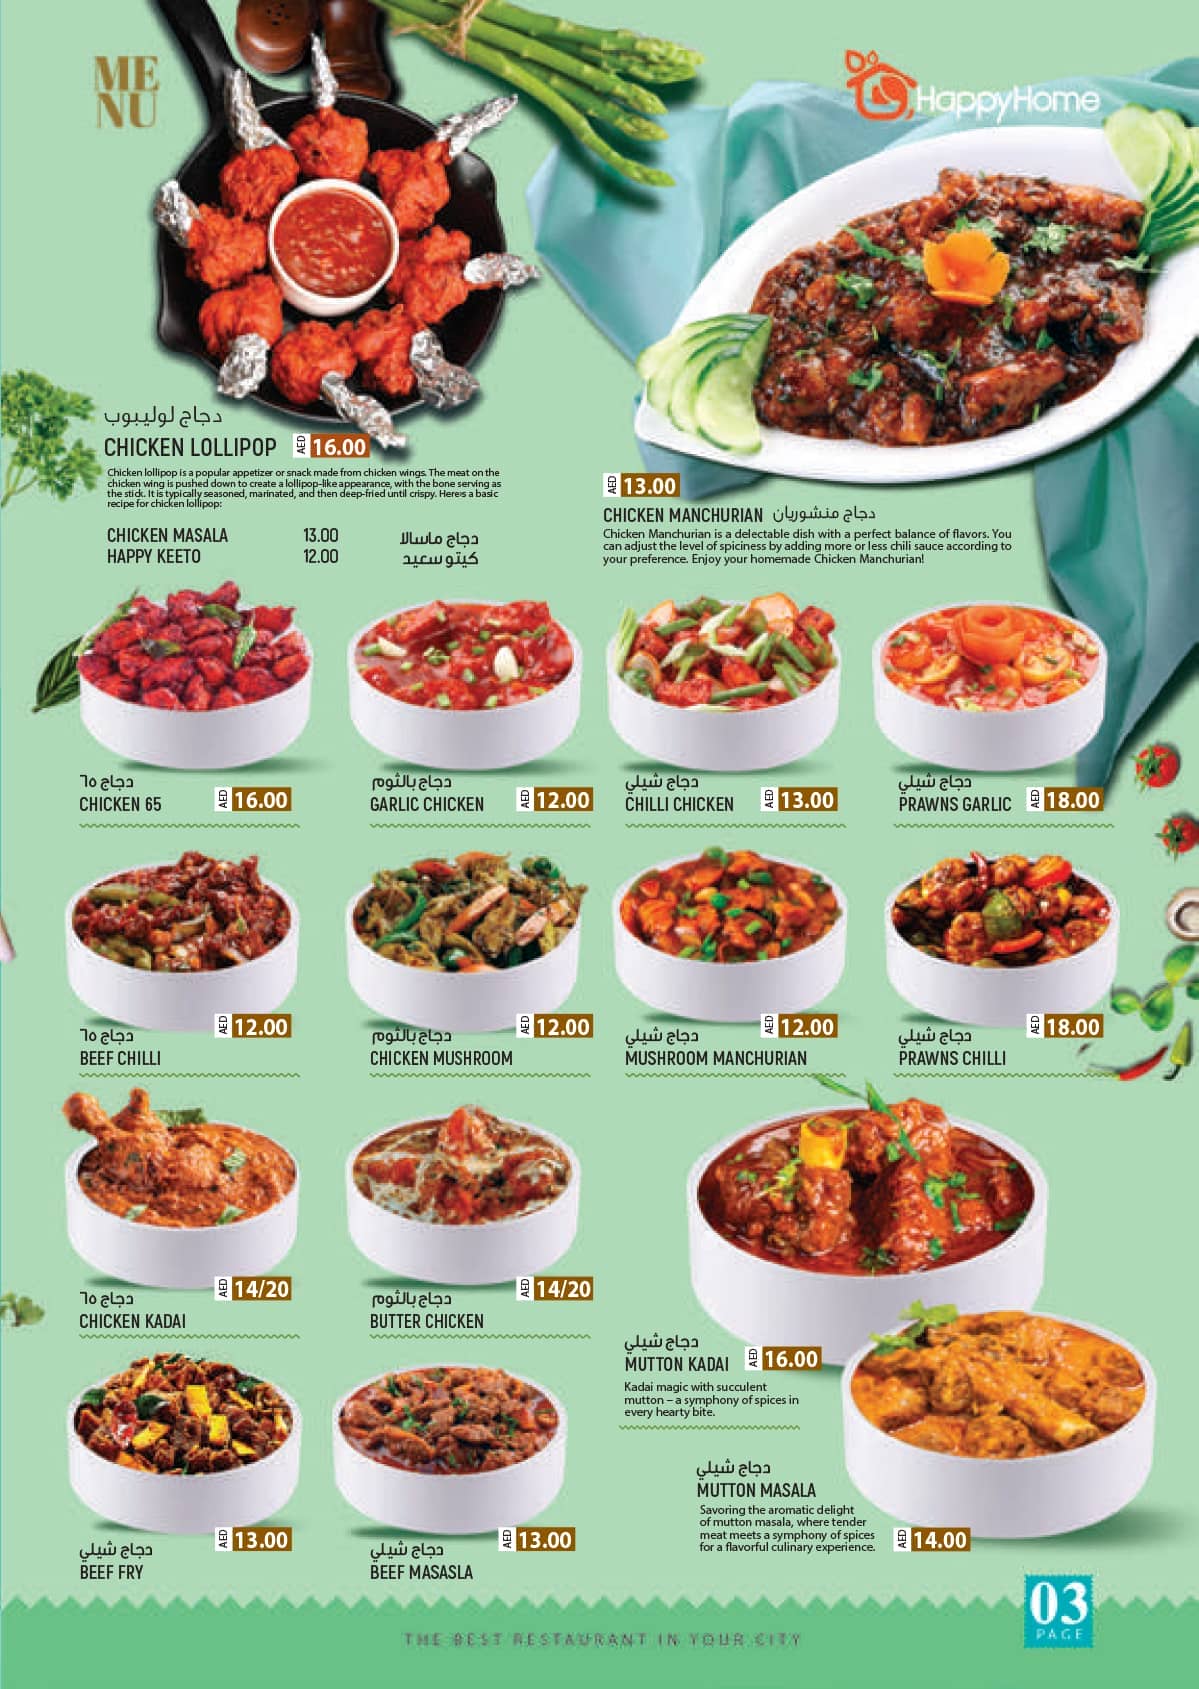 ME
NU
HappyHome
دجاج لوليبوب
CHICKEN LOLLIPOP AED 16.00
Chicken lollipop is a popular appetizer or snack made from chicken wings. The meat on the
chicken wing is pushed down to create a lollipop-like appearance, with the bone serving as
the stick. It is typically seasoned, marinated, and then deep-fried until crispy. Heres a basic
recipe for chicken lollipop:
CHICKEN MASALA 13.00 دجاج ماسالا
HAPPY KEETO 12.00 كيتو سعيد
AED 13.00
CHICKEN MANCHURIAN دجاج منشوريان
Chicken Manchurian is a delectable dish with a perfect balance of flavors. You
can adjust the level of spiciness by adding more or less chili sauce according to
your preference. Enjoy your homemade Chicken Manchurian!
دجاج ٦٥
CHICKEN 65 AED 16.00
دجاج بالثوم
GARLIC CHICKEN AED 12.00
دجاج شيلي
CHILLI CHICKEN AED 13.00
دجاج شيلي
PRAWNS GARLIC AED 18.00
دجاج ٦٥ AED 12.00
BEEF CHILLI
دجاج بالثوم AED 12.00
CHICKEN MUSHROOM
دجاج شيلي AED 12.00
MUSHROOM MANCHURIAN
دجاج شيلي AED 18.00
PRAWNS CHILLI
دجاج ٦٥ AED 14/20
CHICKEN KADAI
دجاج بالثوم AED 14/20
BUTTER CHICKEN
دجاج شيلي
MUTTON KADAI AED 16.00
Kadai magic with succulent
mutton – a symphony of spices in
every hearty bite.
دجاج شيلي
MUTTON MASALA
Savoring the aromatic delight
of mutton masala, where tender
meat meets a symphony of spices
for a flavorful culinary experience. AED 14.00
دجاج شيلي AED 13.00
BEEF FRY
دجاج شيلي AED 13.00
BEEF MASASLA
THE BEST RESTAURANT IN YOUR CITY
03
PAGE